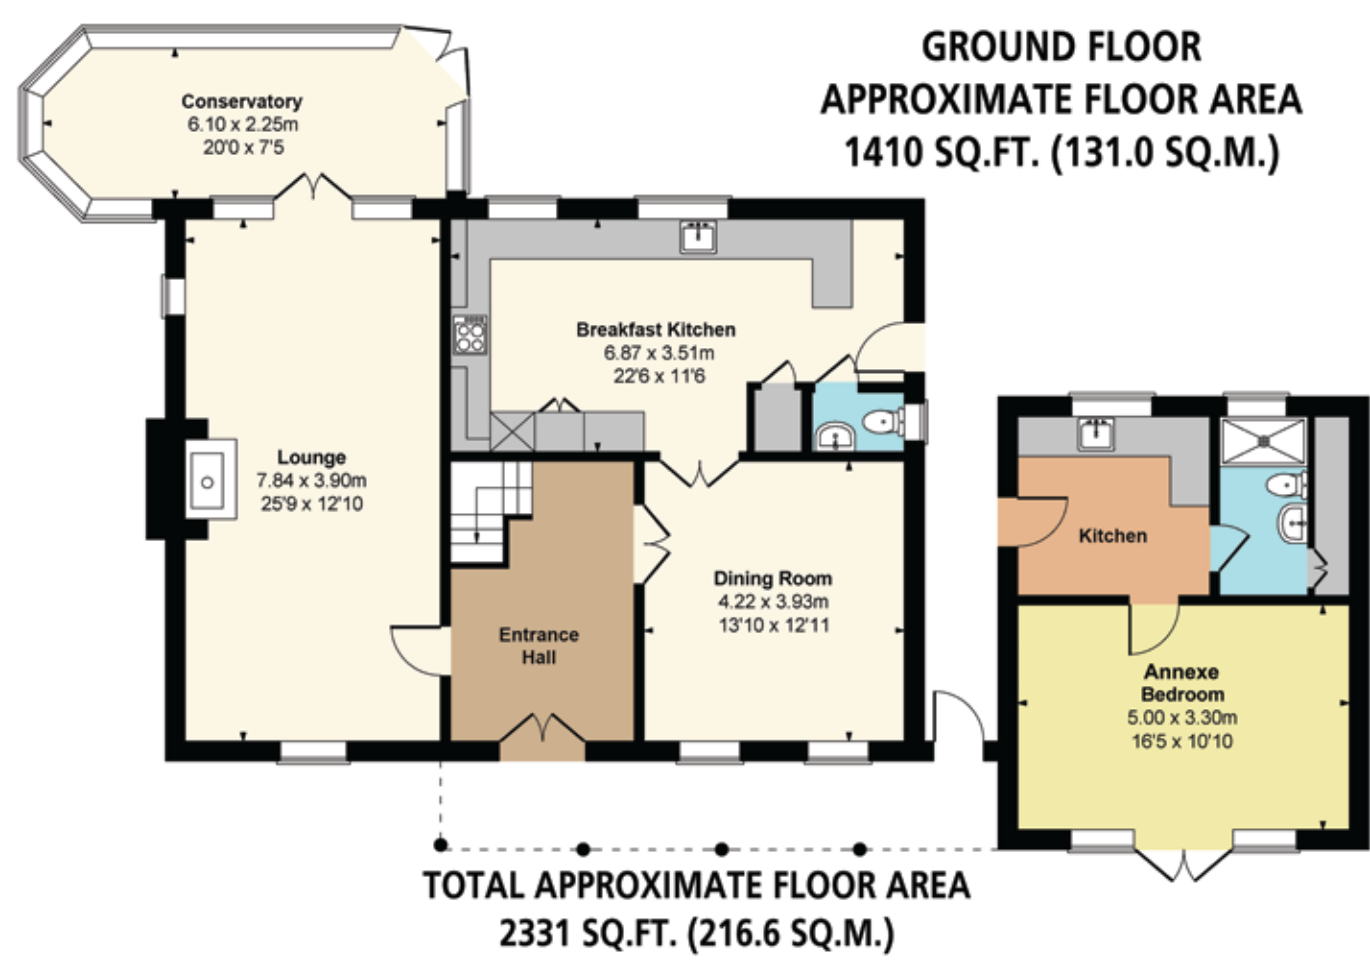 GROUND FLOOR
APPROXIMATE FLOOR AREA
1410 SQ.FT. (131.0 SQ.M.)
Conservatory
6.10 x 2.25m
20'0 x 7'5
Breakfast Kitchen
6.87 x 3.51m
22'6 x 11'6
Lounge
7.84 x 3.90m
25'9 x 12'10
Kitchen
Dining Room
4.22 x 3.93m
13'10 x 12'11
Entrance
Hall
Annexe
Bedroom
5.00 x 3.30m
16'5 x 10'10
TOTAL APPROXIMATE FLOOR AREA
2331 SQ.FT. (216.6 SQ.M.)